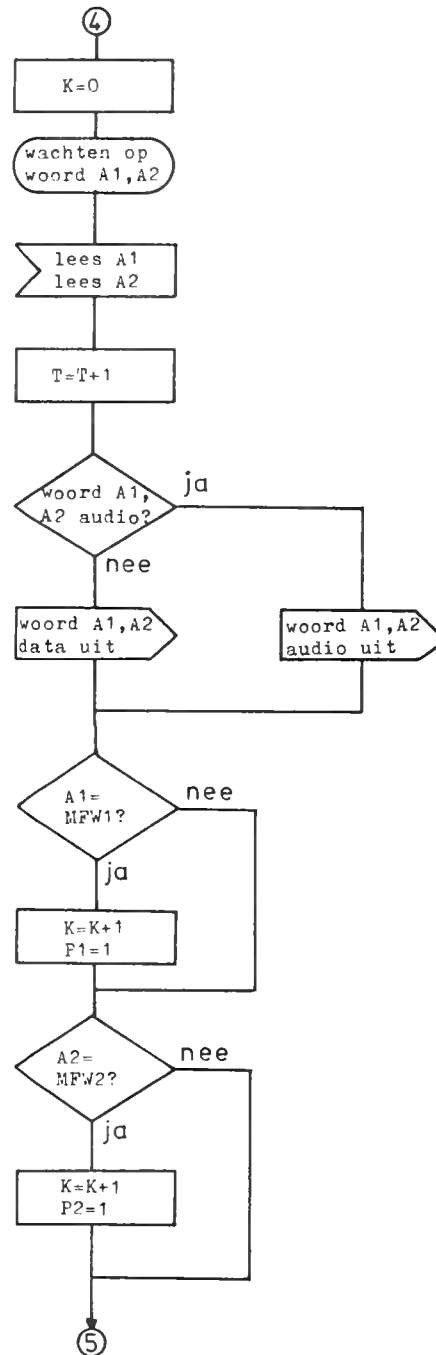 4
K=0
wachten op
woord A1,A2
lees A1
lees A2
T=T+1
woord A1,
A2 audio?
ja
nee
woord A1,A2
data uit
woord A1,A2
audio uit
A1=
MFW1?
nee
ja
K=K+1
P1=1
A2=
MFW2?
nee
ja
K=K+1
P2=1
5